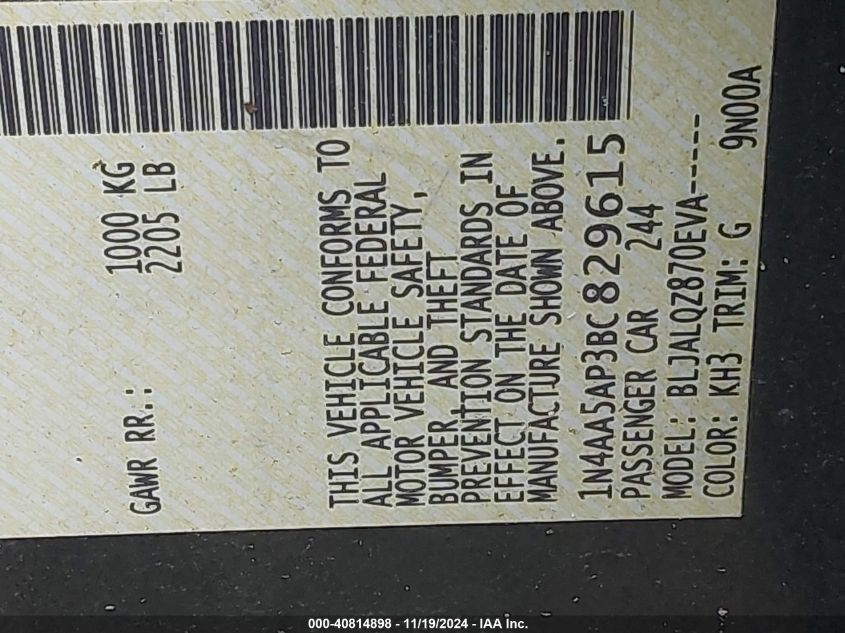 GAWR RR.: 1000 KG
2205 LB
THIS VEHICLE CONFORMS TO
ALL APPLICABLE FEDERAL
MOTOR VEHICLE SAFETY,
BUMPER, AND THEFT
PREVENTION STANDARDS IN
EFFECT ON THE DATE OF
MANUFACTURE SHOWN ABOVE.
1N4AA5AP3BC829615
PASSENGER CAR 244
MODEL: BLJALQZ870EVA-----
COLOR: KH3 TRIM: G 9N00A
000-40814898 - 11/19/2024 - IAA Inc.